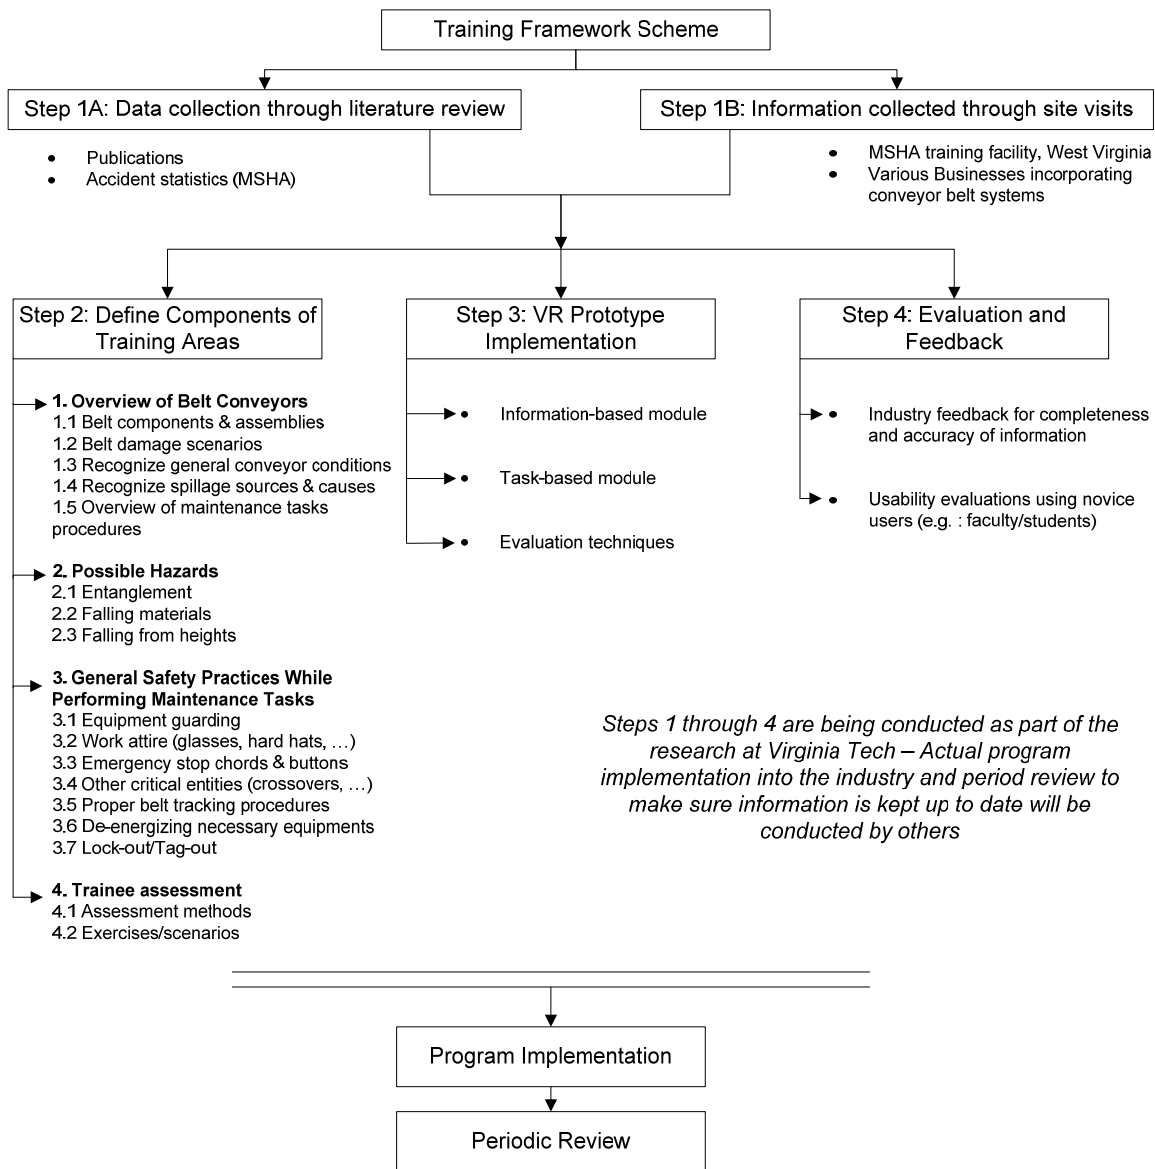 Training Framework Scheme
Step 1A: Data collection through literature review
Step 1B: Information collected through site visits
• Publications
• Accident statistics (MSHA)
• MSHA training facility, West Virginia
• Various Businesses incorporating
conveyor belt systems
Step 2: Define Components of
Training Areas
1. Overview of Belt Conveyors
1.1 Belt components & assemblies
1.2 Belt damage scenarios
1.3 Recognize general conveyor conditions
1.4 Recognize spillage sources & causes
1.5 Overview of maintenance tasks
procedures
2. Possible Hazards
2.1 Entanglement
2.2 Falling materials
2.3 Falling from heights
3. General Safety Practices While
Performing Maintenance Tasks
3.1 Equipment guarding
3.2 Work attire (glasses, hard hats, …)
3.3 Emergency stop chords & buttons
3.4 Other critical entities (crossovers, …)
3.5 Proper belt tracking procedures
3.6 De-energizing necessary equipments
3.7 Lock-out/Tag-out
4. Trainee assessment
4.1 Assessment methods
4.2 Exercises/scenarios
Step 3: VR Prototype
Implementation
• Information-based module
• Task-based module
• Evaluation techniques
Step 4: Evaluation and
Feedback
• Industry feedback for completeness
and accuracy of information
• Usability evaluations using novice
users (e.g. : faculty/students)
Steps 1 through 4 are being conducted as part of the
research at Virginia Tech – Actual program
implementation into the industry and period review to
make sure information is kept up to date will be
conducted by others
Program Implementation
Periodic Review